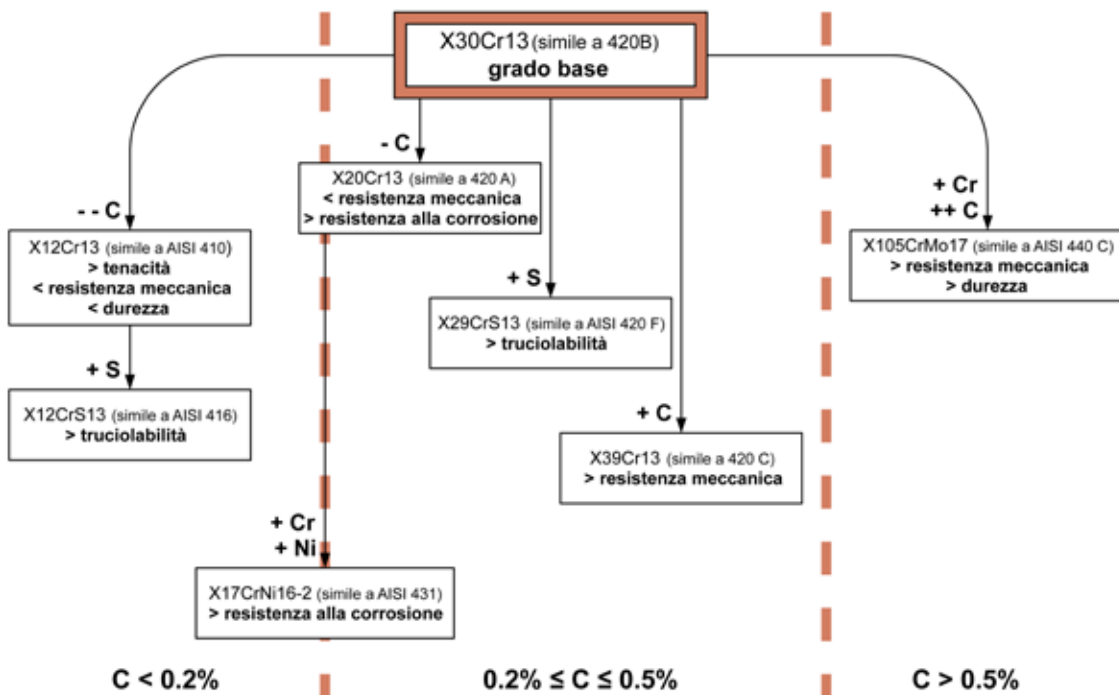 X30Cr13 (simile a 420B)
grado base
- C
X20Cr13 (simile a 420 A)
< resistenza meccanica
> resistenza alla corrosione
+ Cr
++ C
- - C
X12Cr13 (simile a AISI 410)
> tenacità
< resistenza meccanica
< durezza
X105CrMo17 (simile a AISI 440 C)
> resistenza meccanica
> durezza
+ S
X29CrS13 (simile a AISI 420 F)
> truciolabilità
+ S
X12CrS13 (simile a AISI 416)
> truciolabilità
+ C
X39Cr13 (simile a 420 C)
> resistenza meccanica
+ Cr
+ Ni
X17CrNi16-2 (simile a AISI 431)
> resistenza alla corrosione
C < 0.2%
0.2% ≤ C ≤ 0.5%
C > 0.5%